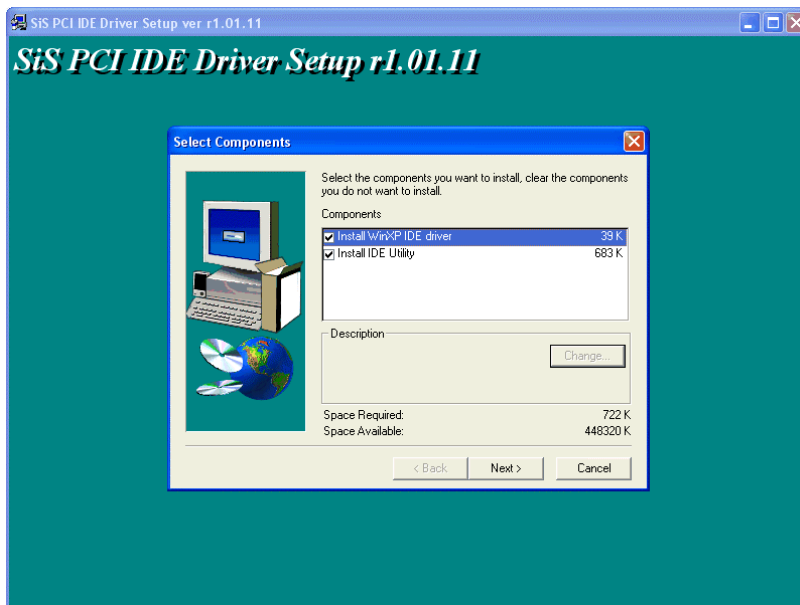 SiS PCI IDE Driver Setup ver r1.01.11
SiS PCI IDE Driver Setup r1.01.11
Select Components
Select the components you want to install, clear the components
you do not want to install.
Components
Install WinXP IDE driver 39 K
Install IDE Utility 683 K
Description
Change...
Space Required: 722 K
Space Available: 448320 K
< Back Next > Cancel